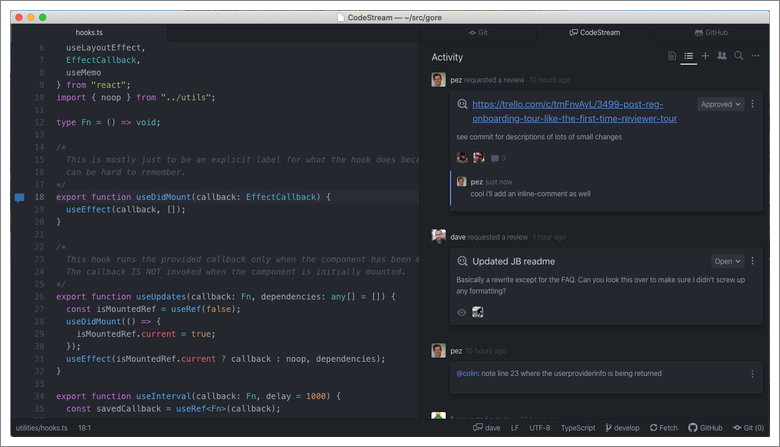 CodeStream — ~/src/gore
hooks.ts
Git
CodeStream
GitHub
6 useLayoutEffect,
7 EffectCallback,
8 useMemo
9 } from "react";
10 import { noop } from "../utils";
11
12 type Fn = () => void;
13
14 /*
15 This is mostly just to be an explicit label for what the hook does beca
16 can be hard to remember.
17 */
18 export function useDidMount(callback: EffectCallback) {
19 useEffect(callback, []);
20 }
21
22 /*
23 This hook runs the provided callback only when the component has been m
24 The callback IS NOT invoked when the component is initially mounted.
25 */
26 export function useUpdates(callback: Fn, dependencies: any[] = []) {
27 const isMountedRef = useRef(false);
28 useDidMount(() => {
29 isMountedRef.current = true;
30 });
31 useEffect(isMountedRef.current ? callback : noop, dependencies);
32 }
33
34 export function useInterval(callback: Fn, delay = 1000) {
35 const savedCallback = useRef<Fn>(callback);
Activity
pez requested a review 10 hours ago
https://trello.com/c/tmFnvAyL/3499-post-reg-
onboarding-tour-like-the-first-time-reviewer-tour
Approved
see commit for descriptions of lots of small changes
3
pez just now
cool i'll add an inline-comment as well
dave requested a review 1 hour ago
Updated JB readme
Open
Basically a rewrite except for the FAQ. Can you look this over to make sure I didn't screw up
any formatting?
pez 10 hours ago
@colin: note line 23 where the userproviderinfo is being returned
utilities/hooks.ts 18:1
dave LF UTF-8 TypeScript develop Fetch GitHub Git (0)